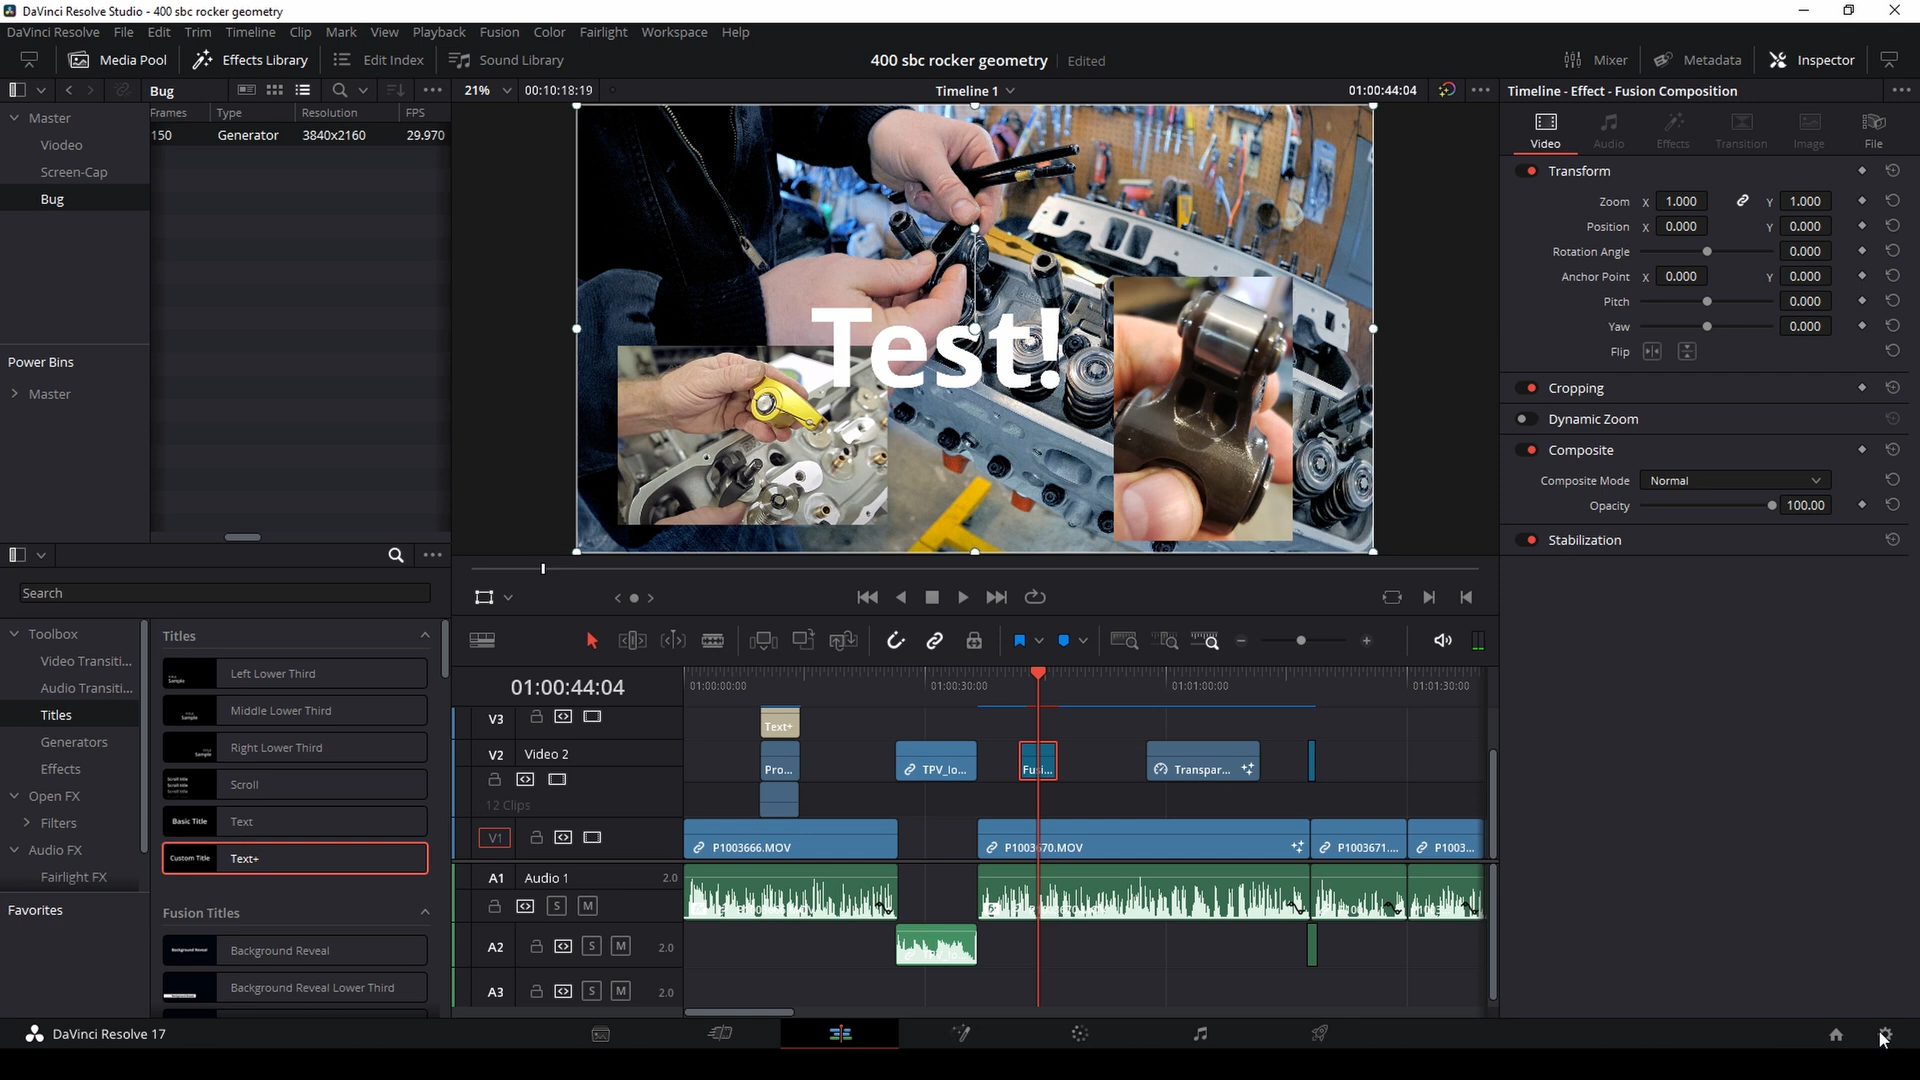 DaVinci Resolve Studio - 400 sbc rocker geometry
DaVinci Resolve File Edit Trim Timeline Clip Mark View Playback Fusion Color Fairlight Workspace Help
Media Pool Effects Library Edit Index Sound Library 400 sbc rocker geometry Edited Mixer Metadata Inspector
Bug 21% 00:10:18:19 Timeline 1 01:00:44:04 Timeline - Effect - Fusion Composition
Frames Type Resolution FPS
150 Generator 3840x2160 29.970
Master
Viodeo
Screen-Cap
Bug
Power Bins
Master
Test!
Video Audio Effects Transition Image File
Transform
Zoom X 1.000 Y 1.000
Position X 0.000 Y 0.000
Rotation Angle 0.000
Anchor Point X 0.000 Y 0.000
Pitch 0.000
Yaw 0.000
Flip
Cropping
Dynamic Zoom
Composite
Composite Mode Normal
Opacity 100.00
Stabilization
Search
Toolbox
Video Transiti...
Audio Transiti...
Titles
Generators
Effects
Open FX
Filters
Audio FX
Fairlight FX
Favorites
Titles
Sample Left Lower Third
Sample Middle Lower Third
Sample Right Lower Third
Scroll
Basic Title Text
Custom Title Text+
Fusion Titles
Background Reveal Background Reveal
Background Reveal Lower Third
01:00:44:04 01:00:00:00 01:00:30:00 01:01:00:00 01:01:30:00
V3 Text+
V2 Video 2
Pro... TPV_lo... Fusi... Transpar...
12 Clips
V1 P1003666.MOV P1003670.MOV P1003671.... P1003...
A1 Audio 1 2.0
S M
A2 S M 2.0
A3 S M 2.0
DaVinci Resolve 17